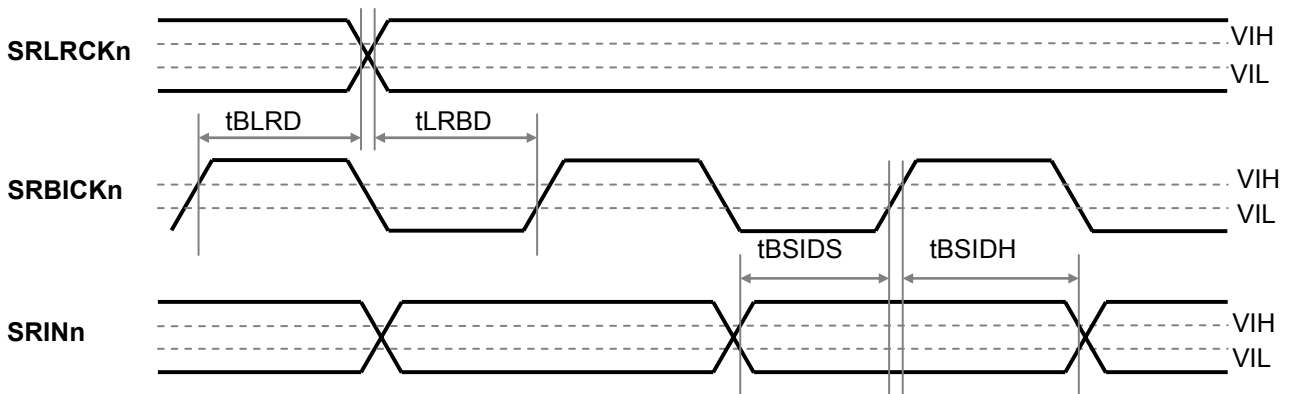 SRLRCKn
VIH
VIL
tBLRD
tLRBD
SRBICKn
VIH
VIL
tBSIDS
tBSIDH
SRINn
VIH
VIL